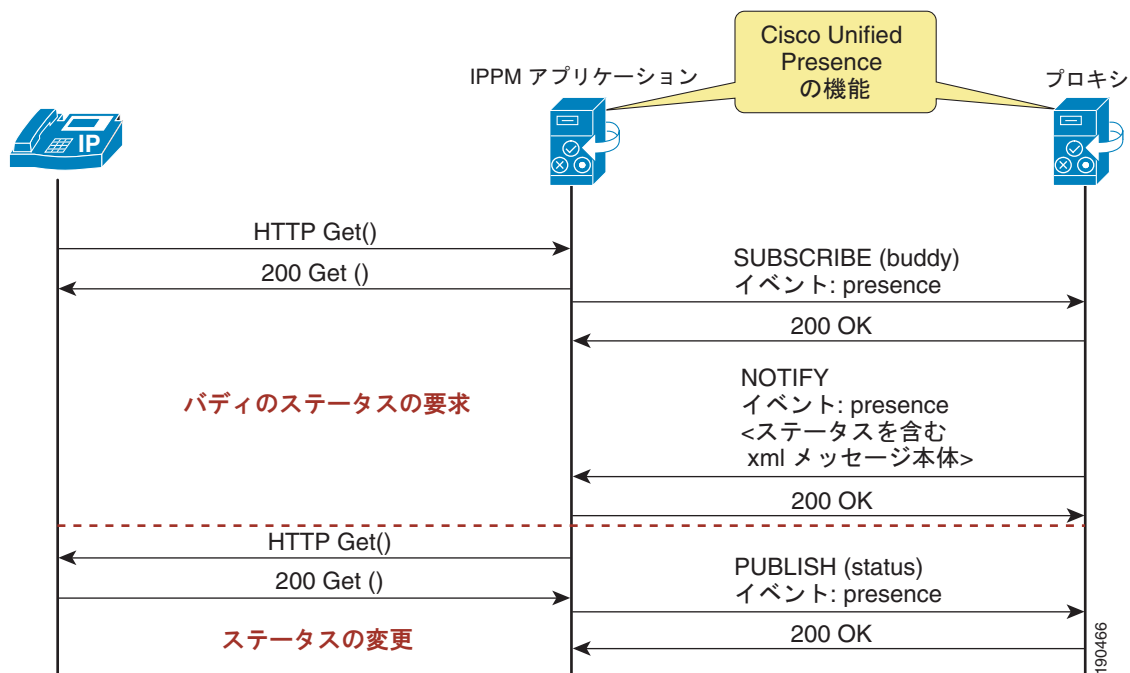 Cisco Unified
Presence
の機能
IPPM アプリケーション
プロキシ
IP
HTTP Get()
200 Get ()
SUBSCRIBE (buddy)
イベント: presence
200 OK
バディのステータスの要求
NOTIFY
イベント: presence
<ステータスを含む
xml メッセージ本体>
200 OK
HTTP Get()
200 Get ()
PUBLISH (status)
イベント: presence
200 OK
ステータスの変更
190466